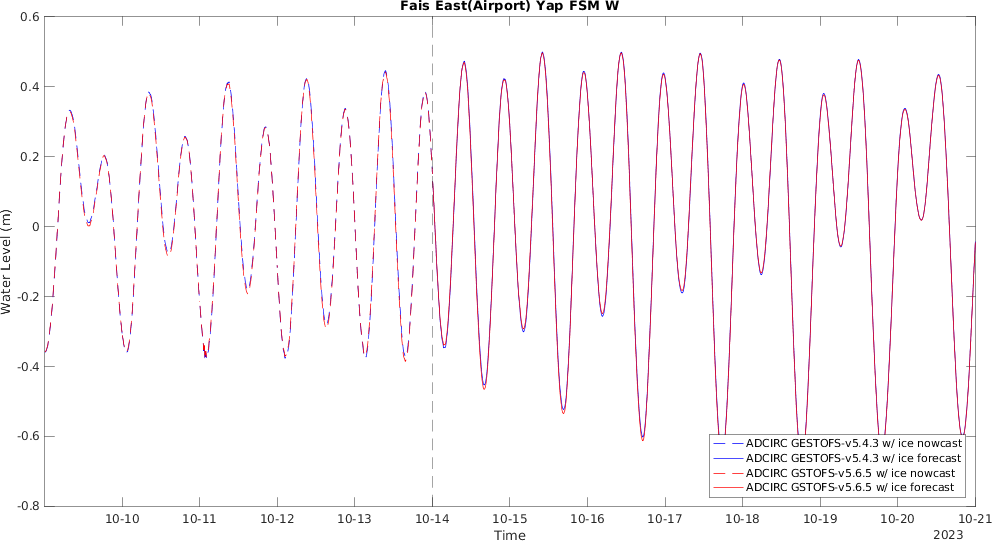 Fais East(Airport) Yap FSM W
0.6
0.4
0.2
0
-0.2
-0.4
-0.6
-0.8
Water Level (m)
ADCIRC GESTOFS-v5.4.3 w/ ice nowcast
ADCIRC GESTOFS-v5.4.3 w/ ice forecast
ADCIRC GSTOFS-v5.6.5 w/ ice nowcast
ADCIRC GSTOFS-v5.6.5 w/ ice forecast
10-10 10-11 10-12 10-13 10-14 10-15 10-16 10-17 10-18 10-19 10-20 10-21
Time
2023